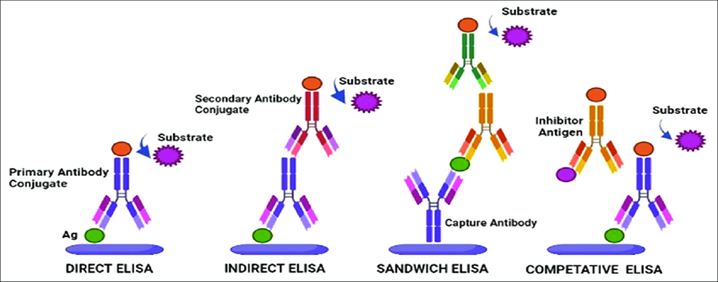 Substrate
Primary Antibody
Conjugate
Ag
DIRECT ELISA
Substrate
Secondary Antibody
Conjugate
INDIRECT ELISA
Substrate
Capture Antibody
SANDWICH ELISA
Inhibitor
Antigen
Substrate
COMPETATIVE ELISA